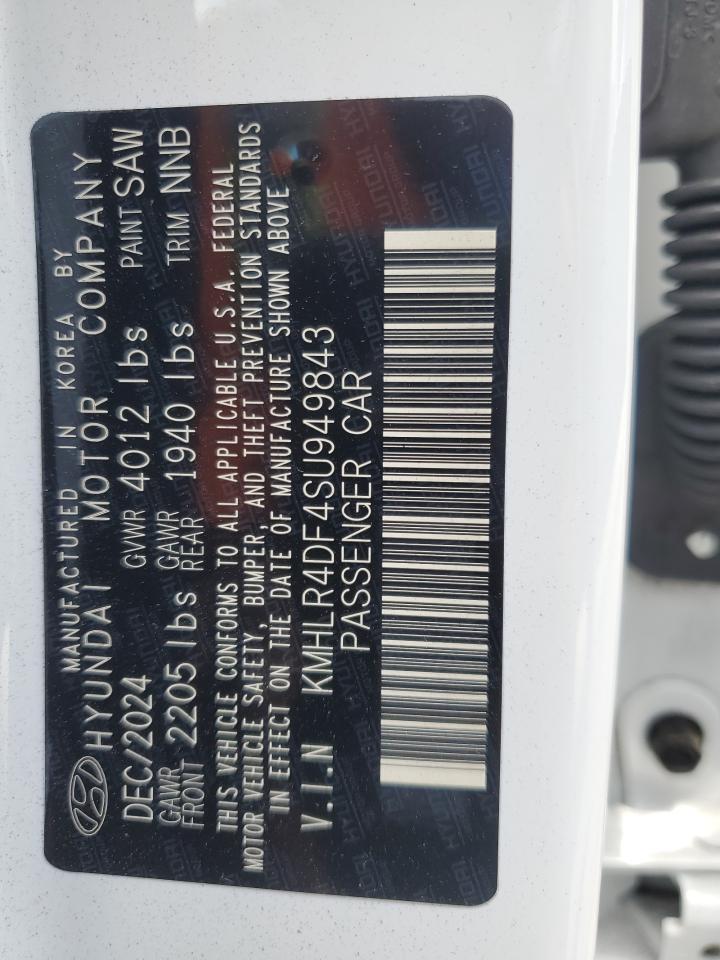 MANUFACTURED IN KOREA BY
HYUNDAI MOTOR COMPANY
DEC/2024 GVWR 4012 lbs PAINT SAW
GAWR FRONT 2205 lbs GAWR REAR 1940 lbs TRIM NNB
THIS VEHICLE CONFORMS TO ALL APPLICABLE U.S.A. FEDERAL
MOTOR VEHICLE SAFETY, BUMPER, AND THEFT PREVENTION STANDARDS
IN EFFECT ON THE DATE OF MANUFACTURE SHOWN ABOVE.
V.I.N KMHLR4DF4SU949843
PASSENGER CAR